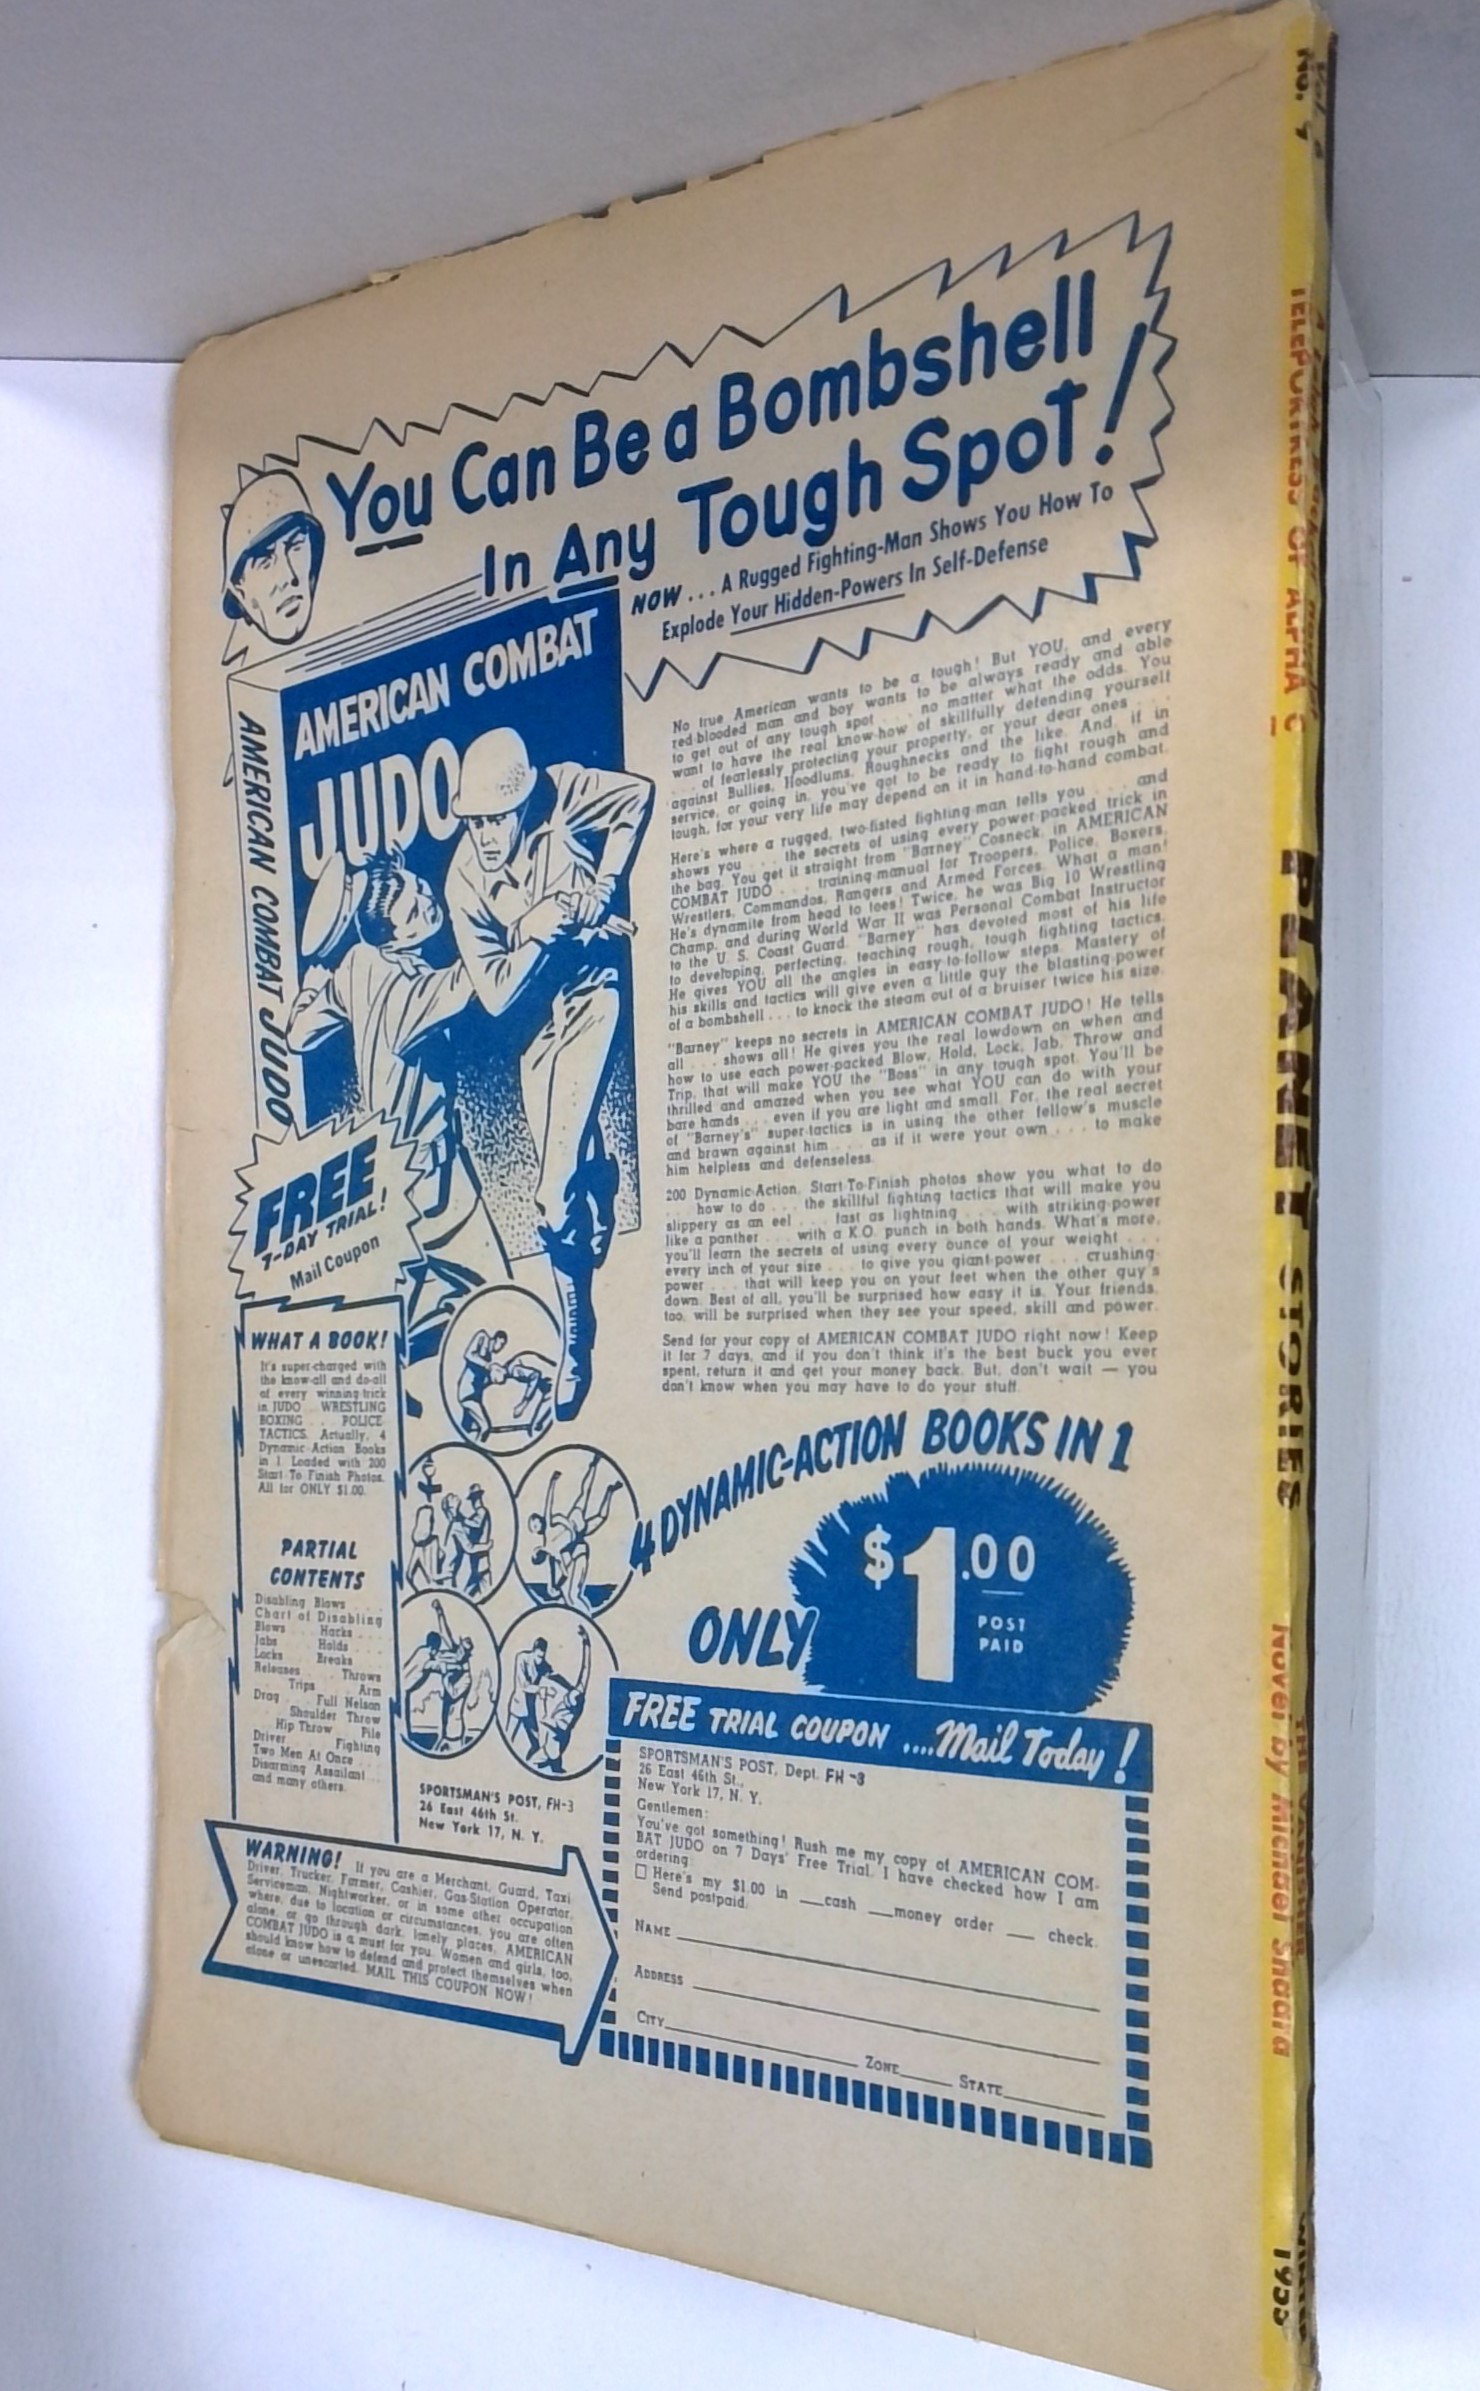 You Can Be a Bombshell
In Any Tough Spot!
NOW... A Rugged Fighting-Man Shows You How To
Explode Your Hidden-Powers In Self-Defense
AMERICAN COMBAT
JUDO
AMERICAN COMBAT JUDO
No true American wants to be a tough! But YOU, and every
red-blooded man and boy wants to be always ready and able
to get out of any tough spot . . . no matter what the odds. You
want to have the real know-how of skillfully defending yourself
. . . of fearlessly protecting your property, or your dear ones . . .
against Bullies, Hoodlums, Roughnecks and the like. And, if in
service, or going in, you've got to be ready to fight rough and
tough, for your very life may depend on it in hand-to-hand combat.
Here's where a rugged, two-fisted fighting-man tells you . . . and
shows you . . . the secrets of using every power-packed trick in
the bag. You get it straight from "Barney" Cosneck, in AMERICAN
COMBAT JUDO . . . training-manual for Troopers, Police, Boxers,
Wrestlers, Commandos, Rangers and Armed Forces. What a man!
He's dynamite from head to toes! Twice, he was Big 10 Wrestling
Champ, and during World War II was Personal Combat Instructor
to the U. S. Coast Guard. "Barney" has devoted most of his life
to developing, perfecting, teaching rough, tough fighting tactics.
He gives YOU all the angles in easy-to-follow steps. Mastery of
his skills and tactics will give even a little guy the blasting-power
of a bombshell . . . to knock the steam out of a bruiser twice his size.
"Barney" keeps no secrets in AMERICAN COMBAT JUDO! He tells
all . . . shows all! He gives you the real lowdown on when and
how to use each power-packed Blow, Hold, Lock, Jab, Throw and
Trip, that will make YOU the "Boss" in any tough spot. You'll be
thrilled and amazed when you see what YOU can do with your
bare hands . . . even if you are light and small. For, the real secret
of "Barney's" super-tactics is in using the other fellow's muscle
and brawn against him . . . as if it were your own . . . to make
him helpless and defenseless.
200 Dynamic-Action, Start-To-Finish photos show you what to do
. . . how to do . . . the skillful fighting tactics that will make you
slippery as an eel . . . fast as lightning . . . with striking-power
like a panther . . . with a K.O. punch in both hands. What's more,
you'll learn the secrets of using every ounce of your weight . . .
every inch of your size . . . to give you giant-power . . . crushing-
power . . . that will keep you on your feet when the other guy's
down. Best of all, you'll be surprised how easy it is. Your friends,
too, will be surprised when they see your speed, skill and power.
Send for your copy of AMERICAN COMBAT JUDO right now! Keep
it for 7 days, and if you don't think it's the best buck you ever
spent, return it and get your money back. But, don't wait — you
don't know when you may have to do your stuff.
FREE
7-DAY TRIAL!
Mail Coupon
WHAT A BOOK!
It's super-charged with
the know-all and do-all
of every winning-trick
in JUDO . . WRESTLING
BOXING . . . POLICE
TACTICS. Actually, 4
Dynamic-Action Books
in 1. Loaded with 200
Start To Finish Photos.
All for ONLY $1.00.
PARTIAL
CONTENTS
Disabling Blows . . .
Chart of Disabling
Blows . . Hacks . . .
Jabs . . . Holds . . .
Locks . . . Breaks . . .
Releases . . . Throws
. . . Trips . . . Arm
Drag . . . Full Nelson
. . . Shoulder Throw
. . Hip Throw . . Pile
Driver . . . Fighting
Two Men At Once . . .
Disarming Assailant . .
and many others.
4 DYNAMIC-ACTION BOOKS IN 1
ONLY
$1.00
POST
PAID
SPORTSMAN'S POST, FH-3
26 East 46th St.
New York 17, N. Y.
WARNING! If you are a Merchant, Guard, Taxi
Driver, Trucker, Farmer, Cashier, Gas-Station Operator,
Serviceman, Nightworker, or in some other occupation
where, due to location or circumstances, you are often
alone, or go through dark, lonely places, AMERICAN
COMBAT JUDO is a must for you. Women and girls, too,
should know how to defend and protect themselves when
alone or unescorted. MAIL THIS COUPON NOW!
FREE TRIAL COUPON ....Mail Today!
SPORTSMAN'S POST, Dept. FH-3
26 East 46th St.,
New York 17, N. Y.
Gentlemen:
You've got something! Rush me my copy of AMERICAN COM-
BAT JUDO on 7 Days' Free Trial. I have checked how I am
ordering:
Here's my $1.00 in ___cash ___money order ___ check.
Send postpaid.
NAME
ADDRESS
CITY ZONE STATE
No. 4
TELEPORTRESS OF ALPHA C
PLANET STORIES
Novel by Michael Shaara
1955